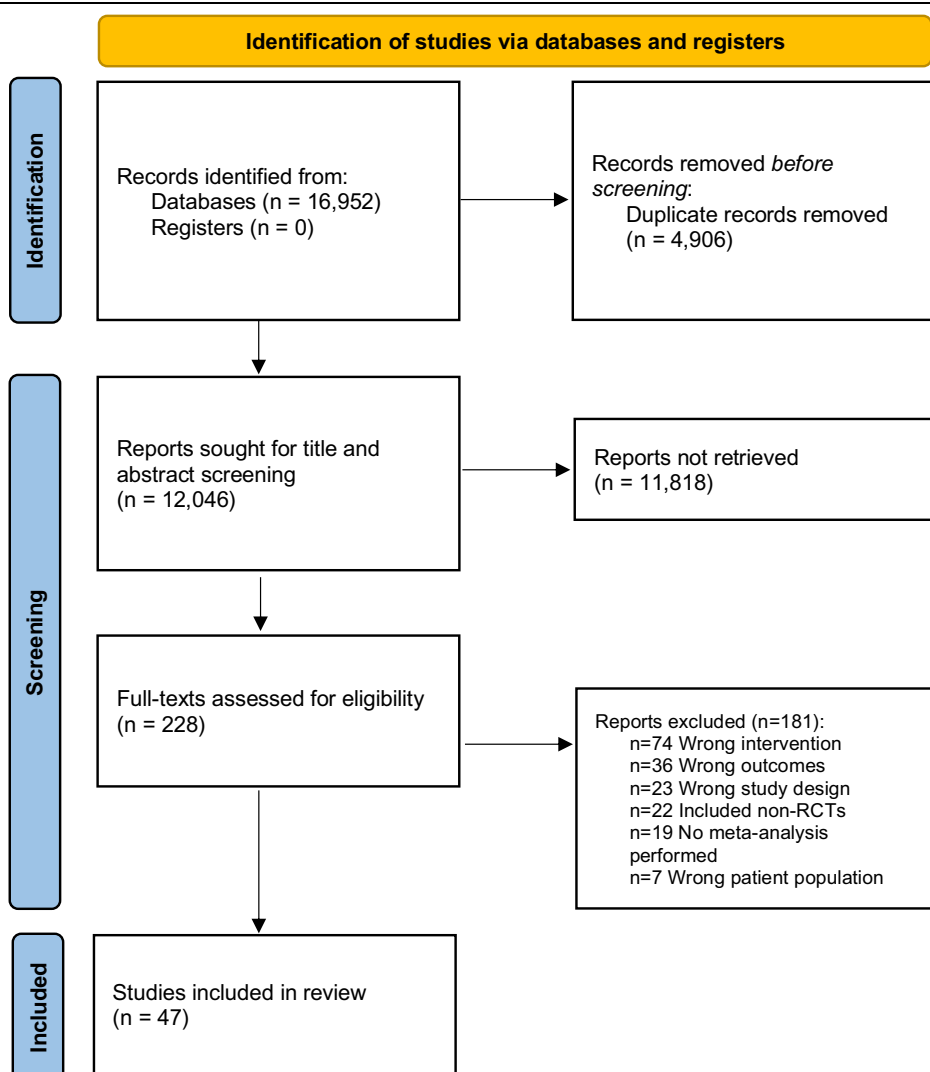 Identification of studies via databases and registers
Identification
Records identified from:
Databases (n = 16,952)
Registers (n = 0)
Records removed before
screening:
Duplicate records removed
(n = 4,906)
Screening
Reports sought for title and
abstract screening
(n = 12,046)
Reports not retrieved
(n = 11,818)
Full-texts assessed for eligibility
(n = 228)
Reports excluded (n=181):
n=74 Wrong intervention
n=36 Wrong outcomes
n=23 Wrong study design
n=22 Included non-RCTs
n=19 No meta-analysis
performed
n=7 Wrong patient population
Included
Studies included in review
(n = 47)